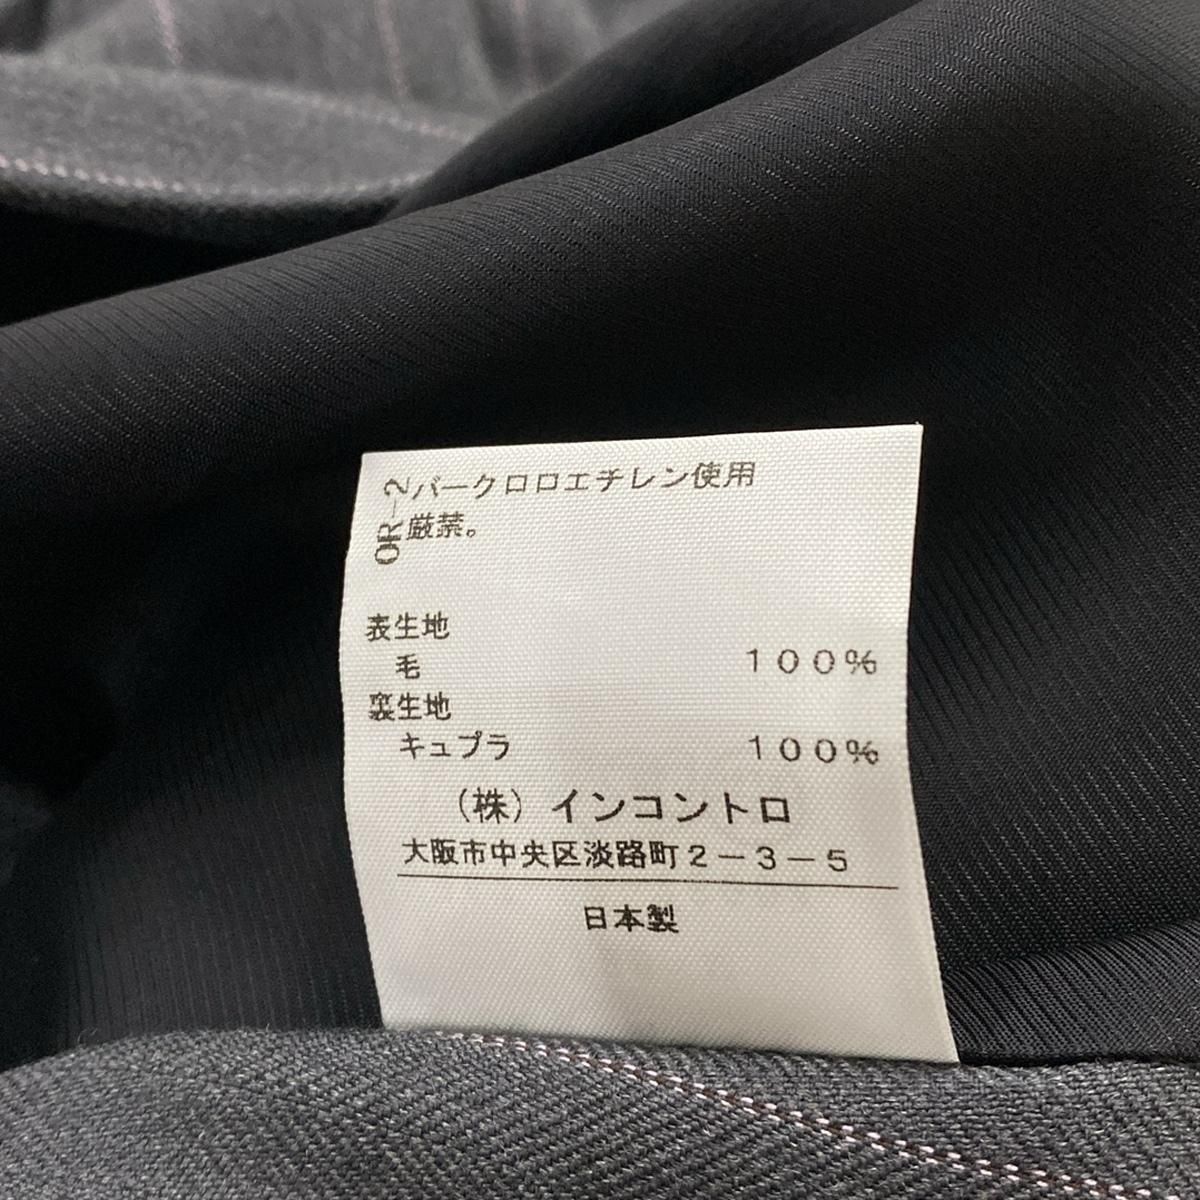 OR-2
パークロロエチレン使用
厳禁。
表生地
毛 100%
裏生地
キュプラ 100%
(株) インコントロ
大阪市中央区淡路町2-3-5
日本製